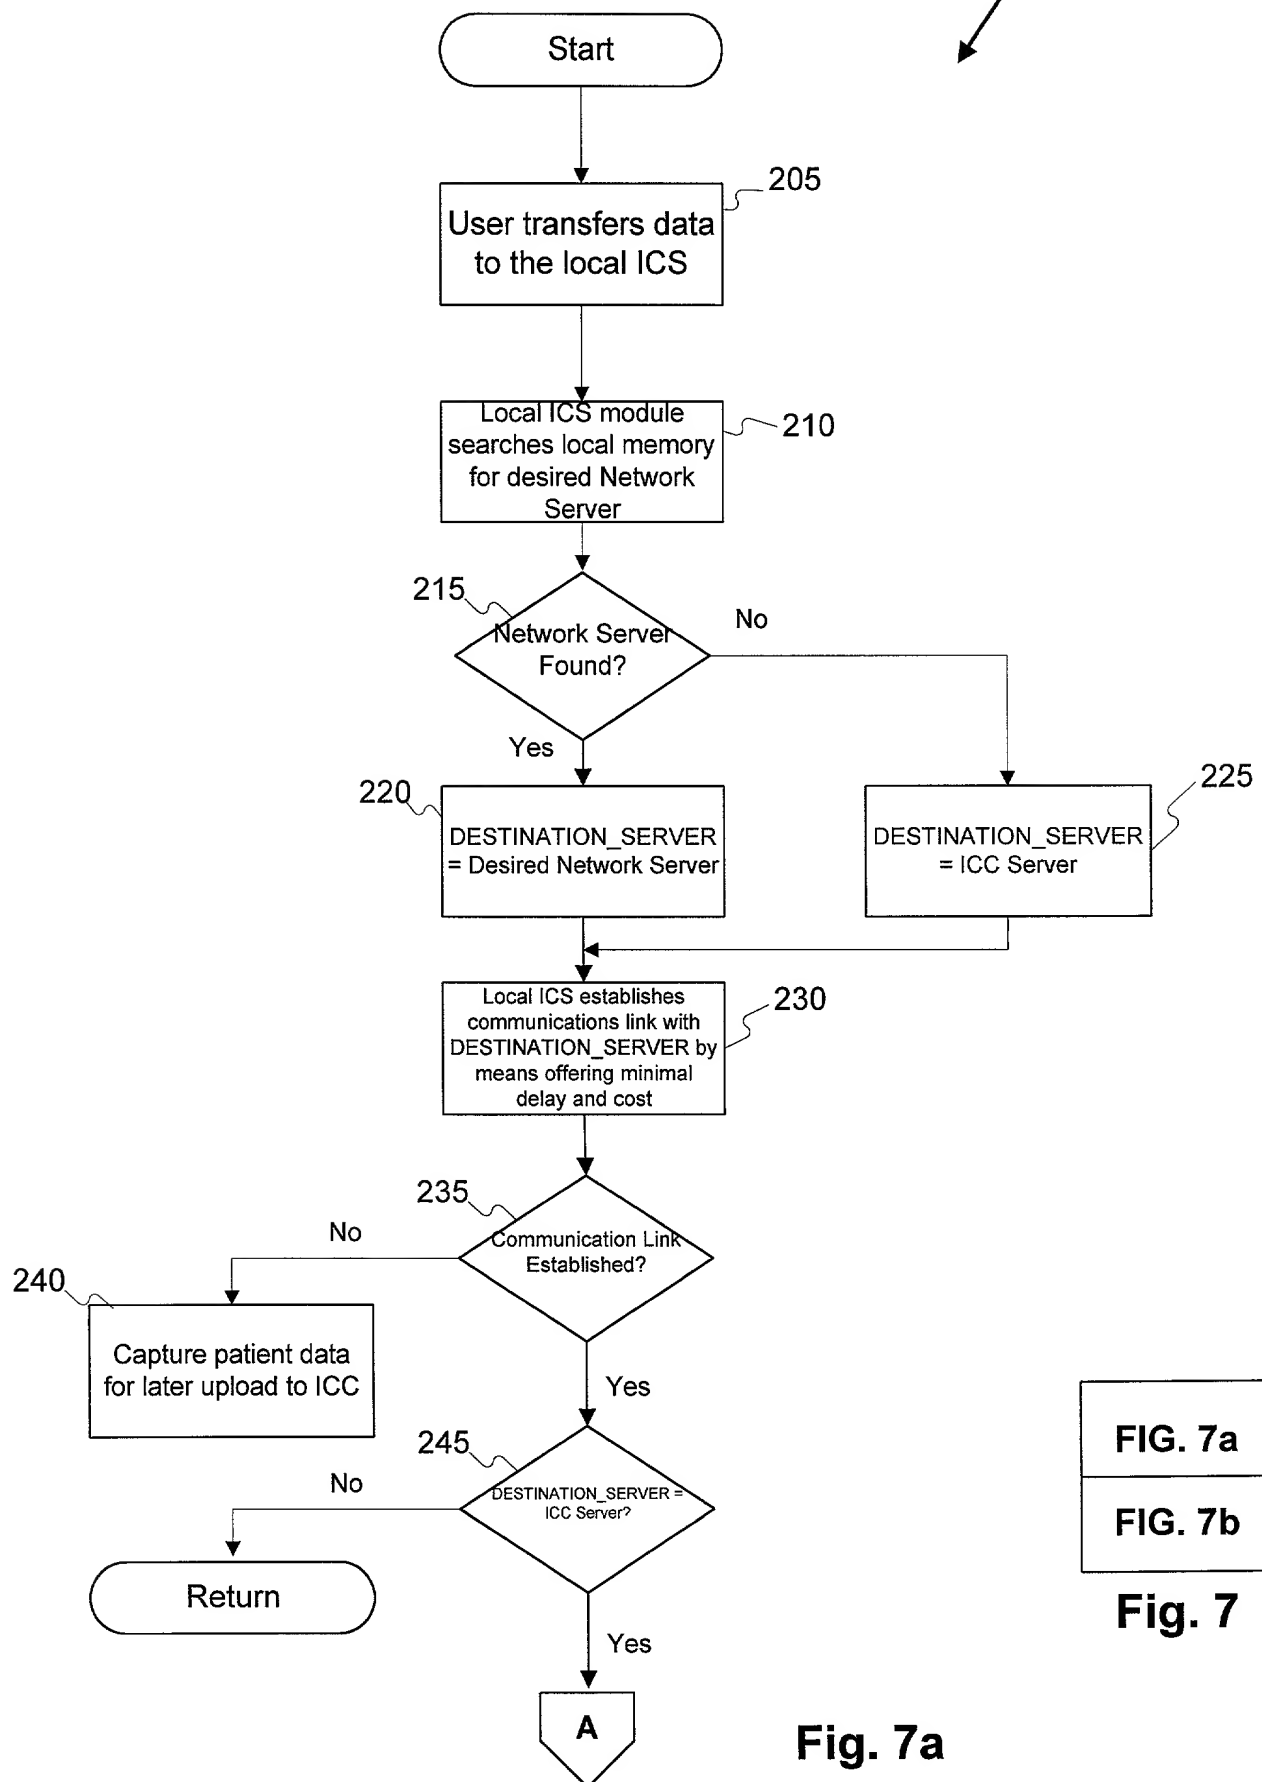 Start
205
User transfers data
to the local ICS
210
Local ICS module
searches local memory
for desired Network
Server
215
Network Server
Found?
No
Yes
220
DESTINATION_SERVER
= Desired Network Server
225
DESTINATION_SERVER
= ICC Server
230
Local ICS establishes
communications link with
DESTINATION_SERVER by
means offering minimal
delay and cost
235
Communication Link
Established?
No
240
Capture patient data
for later upload to ICC
Yes
245
DESTINATION_SERVER =
ICC Server?
No
Return
Yes
A
FIG. 7a
FIG. 7b
Fig. 7
Fig. 7a